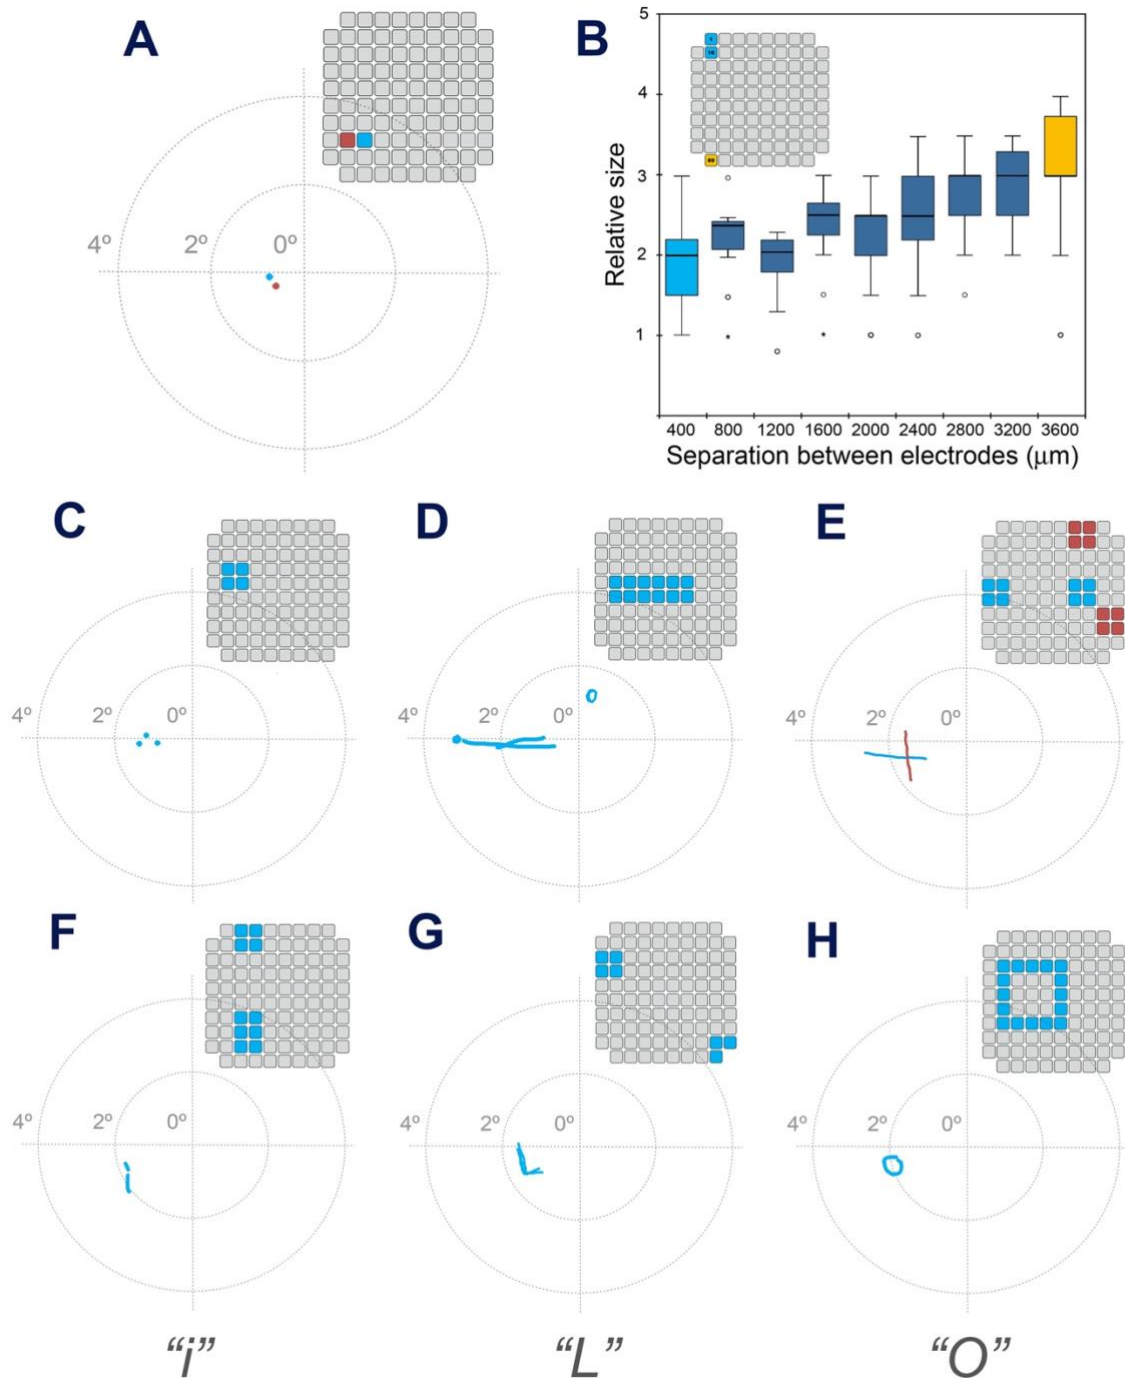 A
4º 2º 0º
B
Relative size
5
4
3
2
1
400 800 1200 1600 2000 2400 2800 3200 3600
Separation between electrodes (μm)
C
4º 2º 0º
D
4º 2º 0º
E
4º 2º 0º
F
4º 2º 0º
G
4º 2º 0º
H
4º 2º 0º
“i”
“L”
“O”